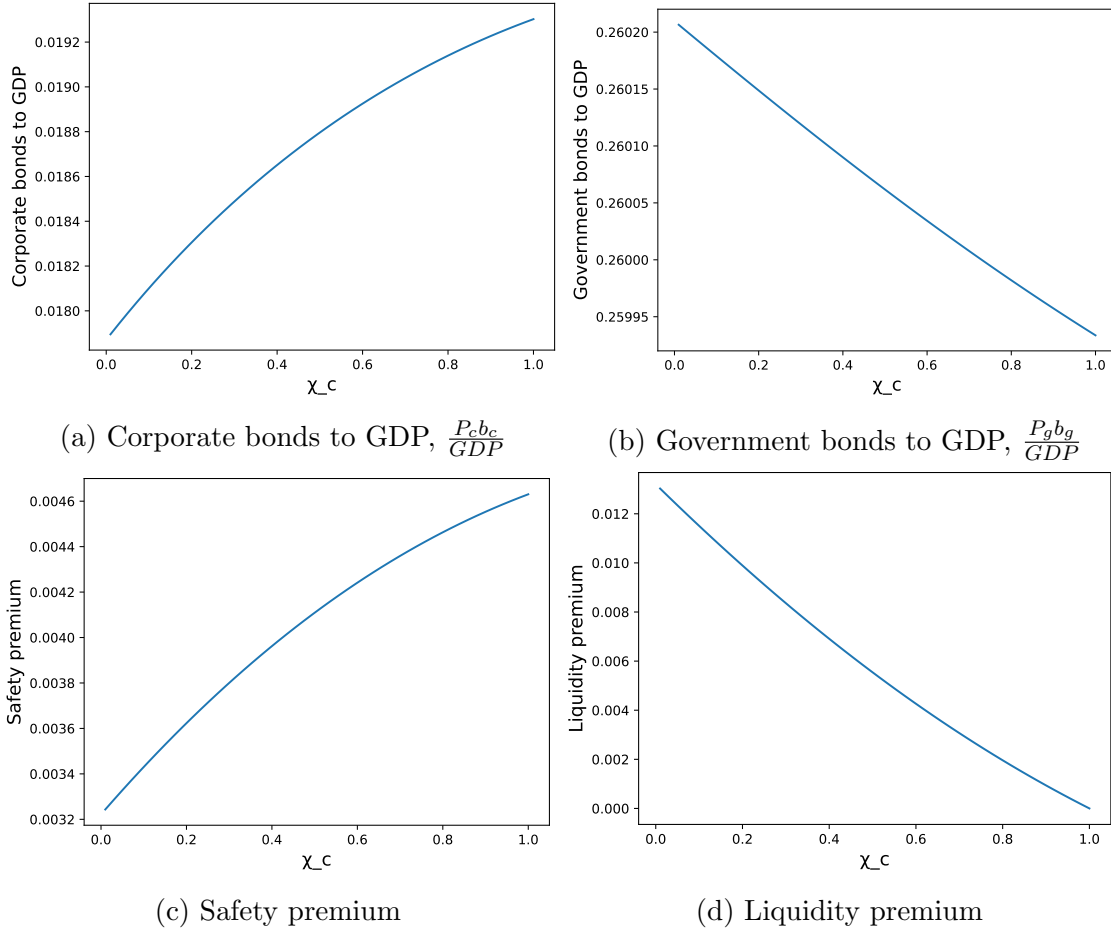 Corporate bonds to GDP
0.0192
0.0190
0.0188
0.0186
0.0184
0.0182
0.0180
0.0 0.2 0.4 0.6 0.8 1.0
χ_c
(a) Corporate bonds to GDP, $\frac{P_c b_c}{GDP}$
Government bonds to GDP
0.26020
0.26015
0.26010
0.26005
0.26000
0.25995
0.0 0.2 0.4 0.6 0.8 1.0
χ_c
(b) Government bonds to GDP, $\frac{P_g b_g}{GDP}$
Safety premium
0.0046
0.0044
0.0042
0.0040
0.0038
0.0036
0.0034
0.0032
0.0 0.2 0.4 0.6 0.8 1.0
χ_c
(c) Safety premium
Liquidity premium
0.012
0.010
0.008
0.006
0.004
0.002
0.000
0.0 0.2 0.4 0.6 0.8 1.0
χ_c
(d) Liquidity premium